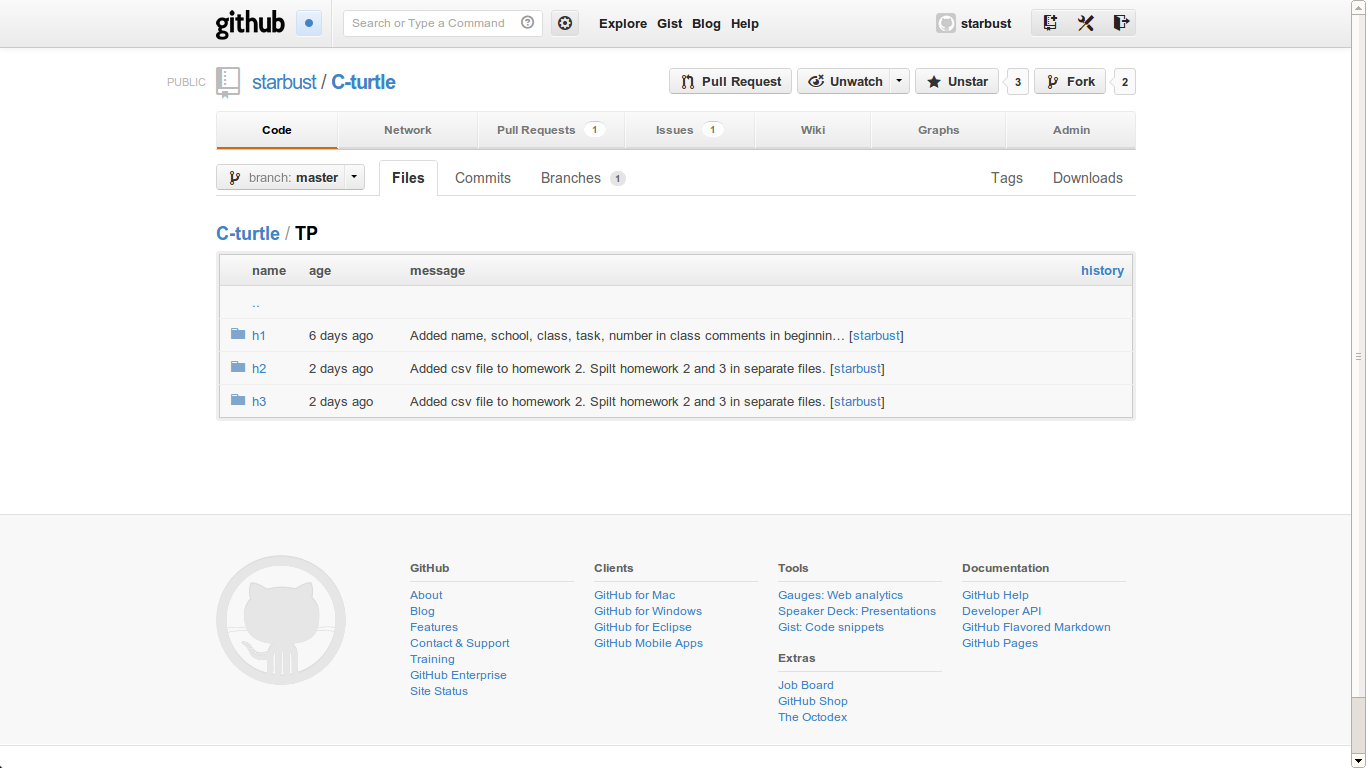 github Search or Type a Command Explore Gist Blog Help starbust
PUBLIC starbust / C-turtle Pull Request Unwatch Unstar 3 Fork 2
Code Network Pull Requests 1 Issues 1 Wiki Graphs Admin
branch: master Files Commits Branches 1 Tags Downloads
C-turtle / TP
name age message history
..
h1 6 days ago Added name, school, class, task, number in class comments in beginnin… [starbust]
h2 2 days ago Added csv file to homework 2. Spilt homework 2 and 3 in separate files. [starbust]
h3 2 days ago Added csv file to homework 2. Spilt homework 2 and 3 in separate files. [starbust]
GitHub
About
Blog
Features
Contact & Support
Training
GitHub Enterprise
Site Status
Clients
GitHub for Mac
GitHub for Windows
GitHub for Eclipse
GitHub Mobile Apps
Tools
Gauges: Web analytics
Speaker Deck: Presentations
Gist: Code snippets
Extras
Job Board
GitHub Shop
The Octodex
Documentation
GitHub Help
Developer API
GitHub Flavored Markdown
GitHub Pages